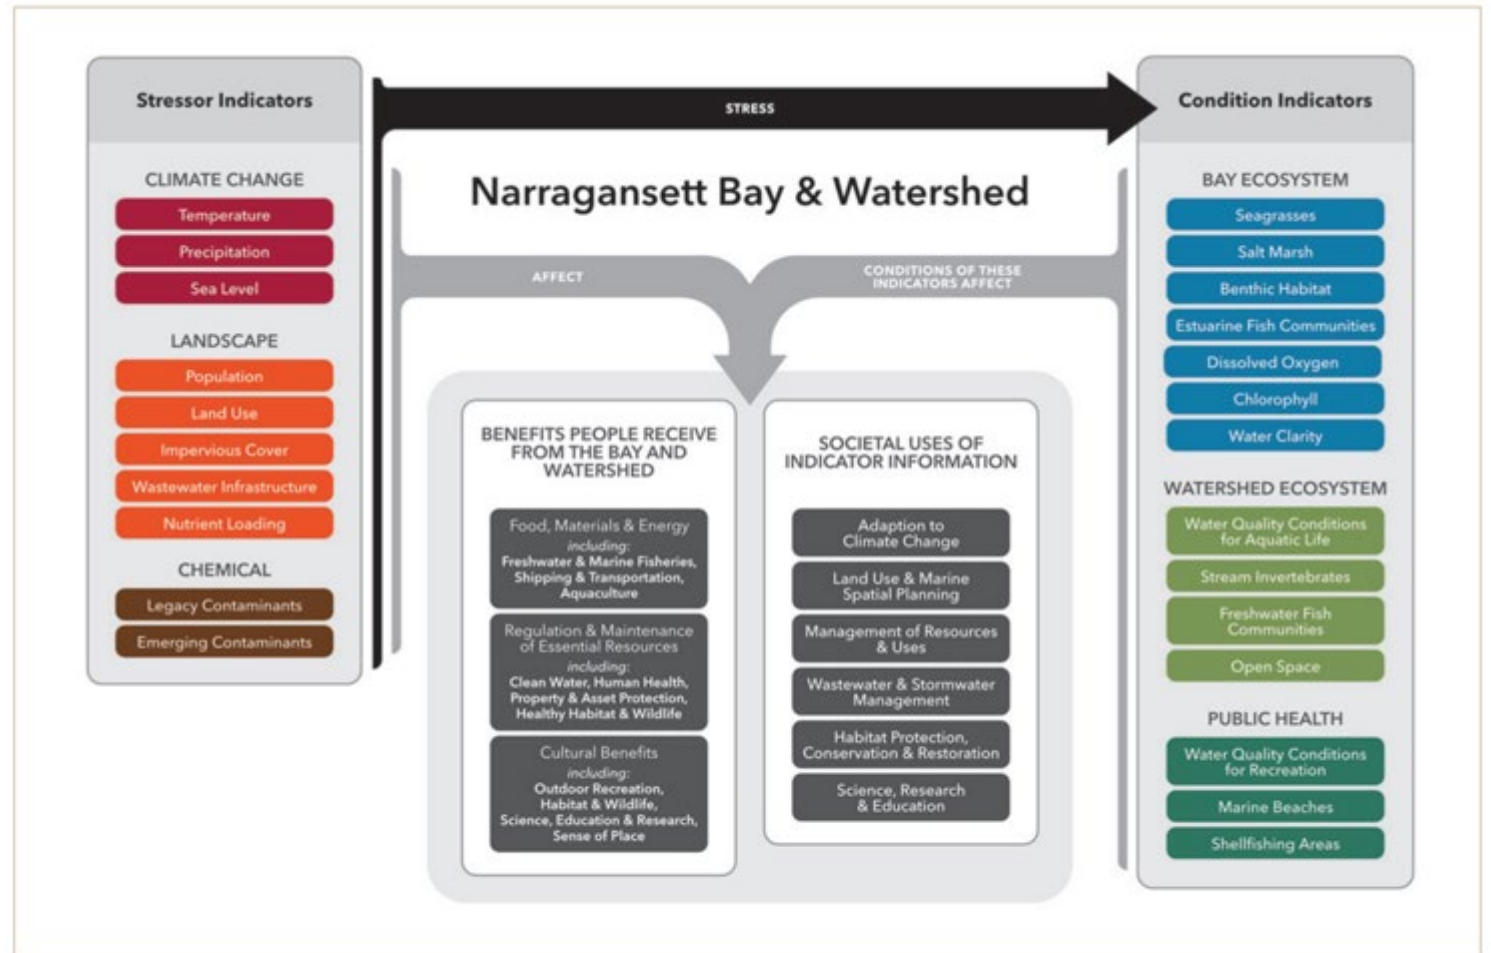 Stressor Indicators
CLIMATE CHANGE
Temperature
Precipitation
Sea Level
LANDSCAPE
Population
Land Use
Impervious Cover
Wastewater Infrastructure
Nutrient Loading
CHEMICAL
Legacy Contaminants
Emerging Contaminants
STRESS
Narragansett Bay & Watershed
AFFECT
CONDITIONS OF THESE
INDICATORS AFFECT
BENEFITS PEOPLE RECEIVE
FROM THE BAY AND
WATERSHED
Food, Materials & Energy
including:
Freshwater & Marine Fisheries,
Shipping & Transportation,
Aquaculture
Regulation & Maintenance
of Essential Resources
including:
Clean Water, Human Health,
Property & Asset Protection,
Healthy Habitat & Wildlife
Cultural Benefits
including:
Outdoor Recreation,
Habitat & Wildlife,
Science, Education & Research,
Sense of Place
SOCIETAL USES OF
INDICATOR INFORMATION
Adaption to
Climate Change
Land Use & Marine
Spatial Planning
Management of Resources
& Uses
Wastewater & Stormwater
Management
Habitat Protection,
Conservation & Restoration
Science, Research
& Education
Condition Indicators
BAY ECOSYSTEM
Seagrasses
Salt Marsh
Benthic Habitat
Estuarine Fish Communities
Dissolved Oxygen
Chlorophyll
Water Clarity
WATERSHED ECOSYSTEM
Water Quality Conditions
for Aquatic Life
Stream Invertebrates
Freshwater Fish
Communities
Open Space
PUBLIC HEALTH
Water Quality Conditions
for Recreation
Marine Beaches
Shellfishing Areas